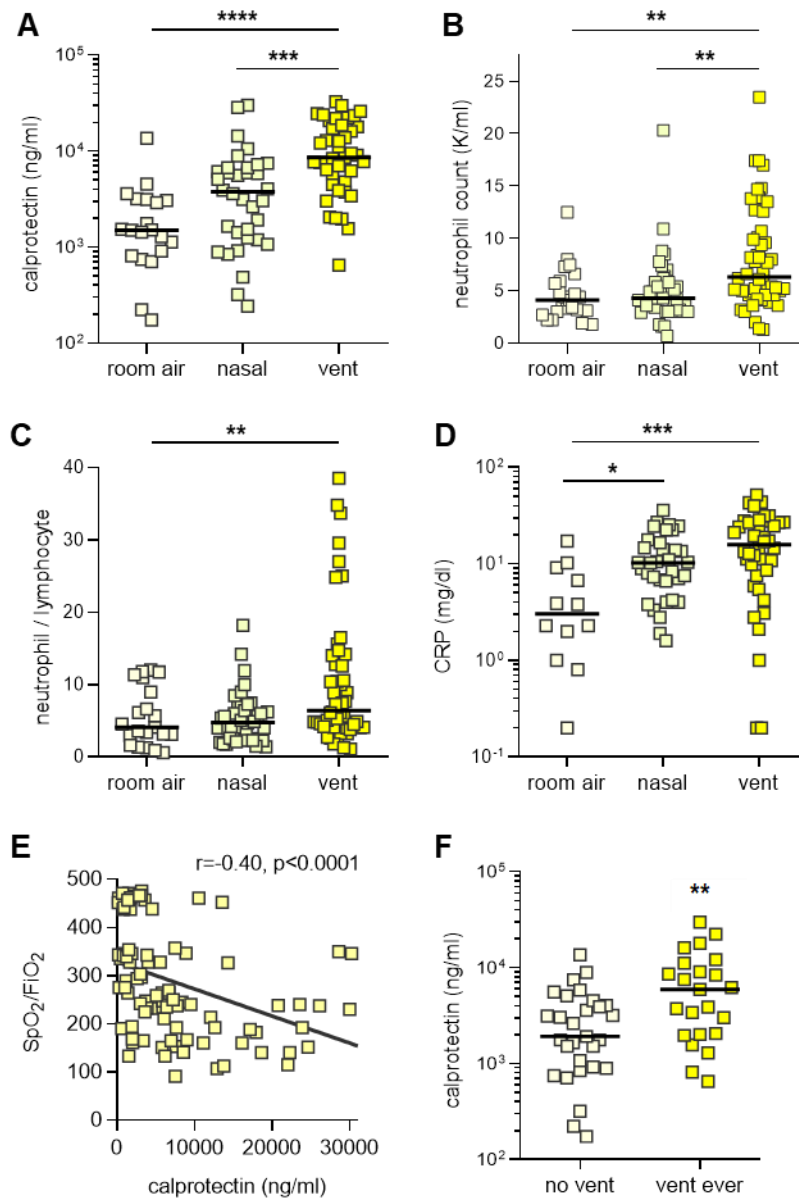 A
****
***
calprotectin (ng/ml)
10^5
10^4
10^3
10^2
room air nasal vent
B
**
**
neutrophil count (K/ml)
25
20
15
10
5
0
room air nasal vent
C
**
neutrophil / lymphocyte
40
30
20
10
0
room air nasal vent
D
***
*
CRP (mg/dl)
10^2
10^1
10^0
10^-1
room air nasal vent
E
r=-0.40, p<0.0001
SpO₂/FiO₂
500
400
300
200
100
0
0 10000 20000 30000
calprotectin (ng/ml)
F
**
calprotectin (ng/ml)
10^5
10^4
10^3
10^2
no vent vent ever